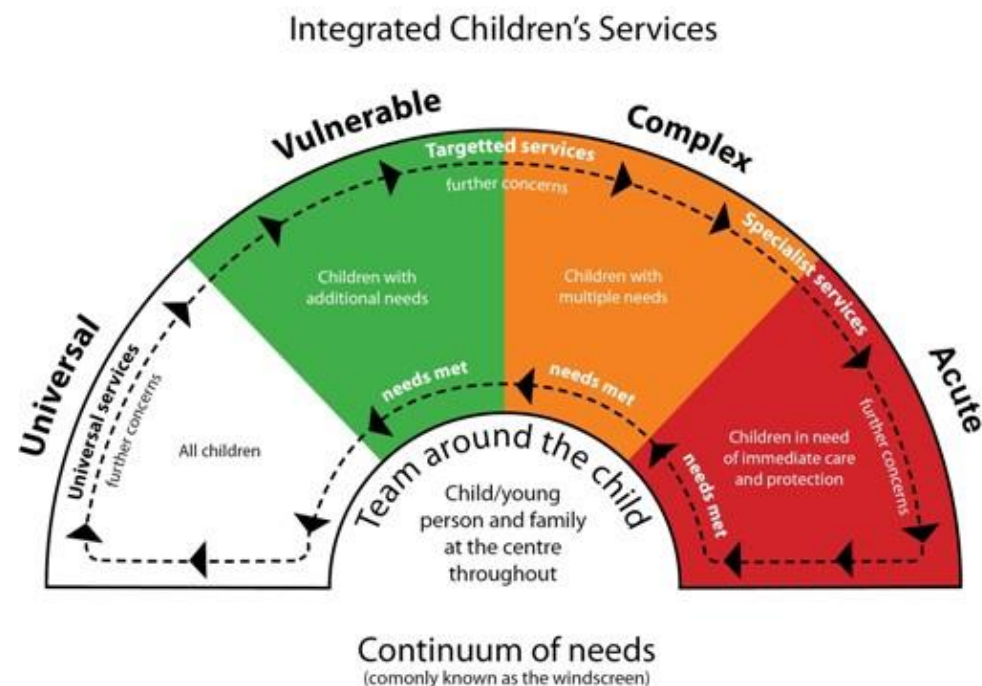 Integrated Children's Services
Universal
Vulnerable
Complex
Acute
Universal services
further concerns
Targetted services
further concerns
Specialist services
further concerns
All children
Children with
additional needs
Children with
multiple needs
Children in need
of immediate care
and protection
needs met
needs met
needs met
Team around the child
Child/young
person and family
at the centre
throughout
Continuum of needs
(comonly known as the windscreen)